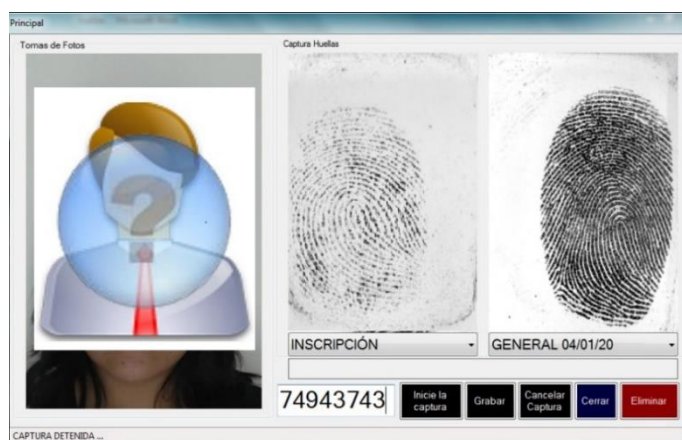 Principal
Tomas de Fotos
Captura Huellas
?
INSCRIPCIÓN
GENERAL 04/01/20
74943743
Inicie la
captura
Grabar
Cancelar
Captura
Cerrar
Eliminar
CAPTURA DETENIDA ...